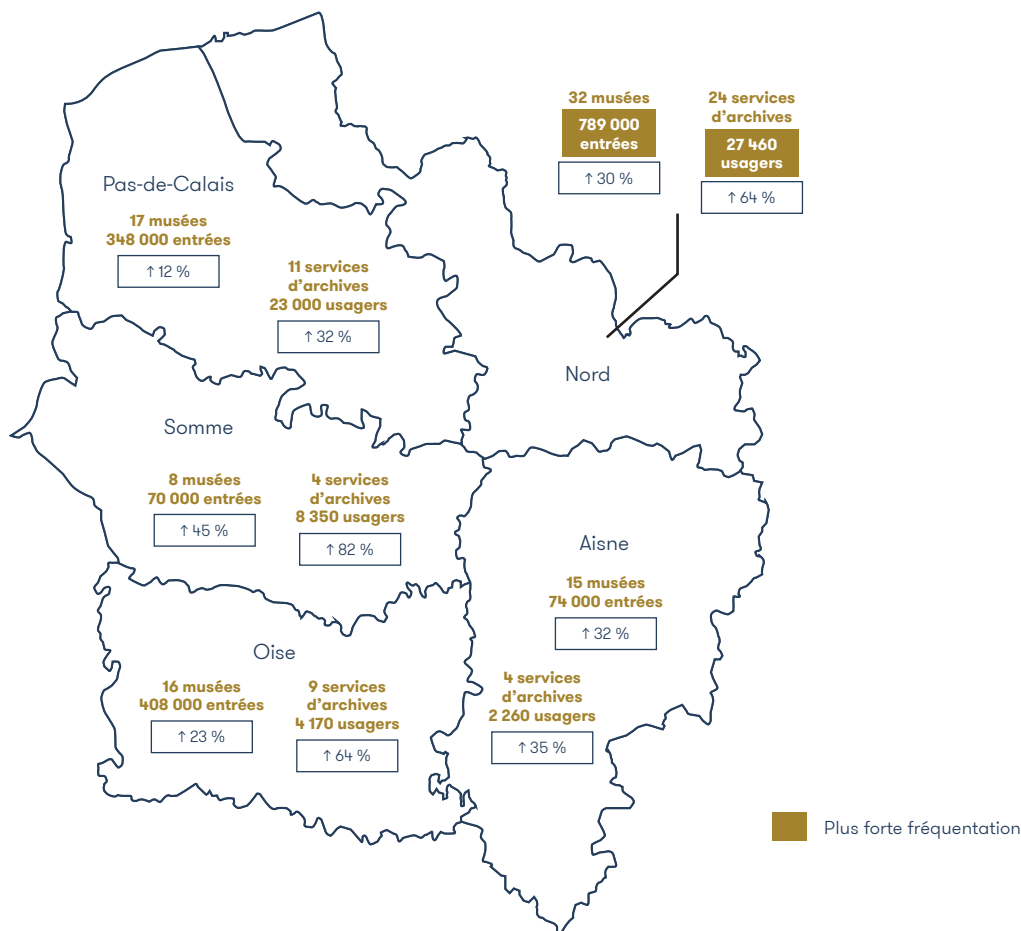 32 musées
789 000
entrées
↑ 30 %
24 services
d'archives
27 460
usagers
↑ 64 %
Pas-de-Calais
17 musées
348 000 entrées
↑ 12 %
11 services
d'archives
23 000 usagers
↑ 32 %
Nord
Somme
8 musées
70 000 entrées
↑ 45 %
4 services
d'archives
8 350 usagers
↑ 82 %
Aisne
15 musées
74 000 entrées
↑ 32 %
4 services
d'archives
2 260 usagers
↑ 35 %
Oise
16 musées
408 000 entrées
↑ 23 %
9 services
d'archives
4 170 usagers
↑ 64 %
Plus forte fréquentation